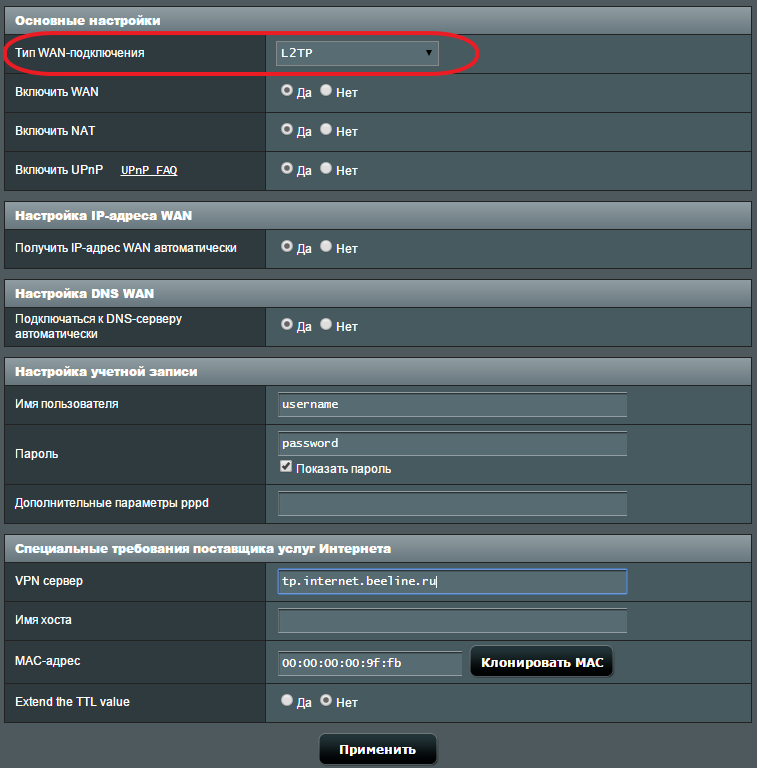 Основные настройки
Тип WAN-подключения L2TP
Включить WAN Да Нет
Включить NAT Да Нет
Включить UPnP UPnP FAQ Да Нет
Настройка IP-адреса WAN
Получить IP-адрес WAN автоматически Да Нет
Настройка DNS WAN
Подключаться к DNS-серверу
автоматически Да Нет
Настройка учетной записи
Имя пользователя username
Пароль password
Показать пароль
Дополнительные параметры pppd
Специальные требования поставщика услуг Интернета
VPN сервер tp.internet.beeline.ru
Имя хоста
MAC-адрес 00:00:00:00:9f:fb Клонировать MAC
Extend the TTL value Да Нет
Применить